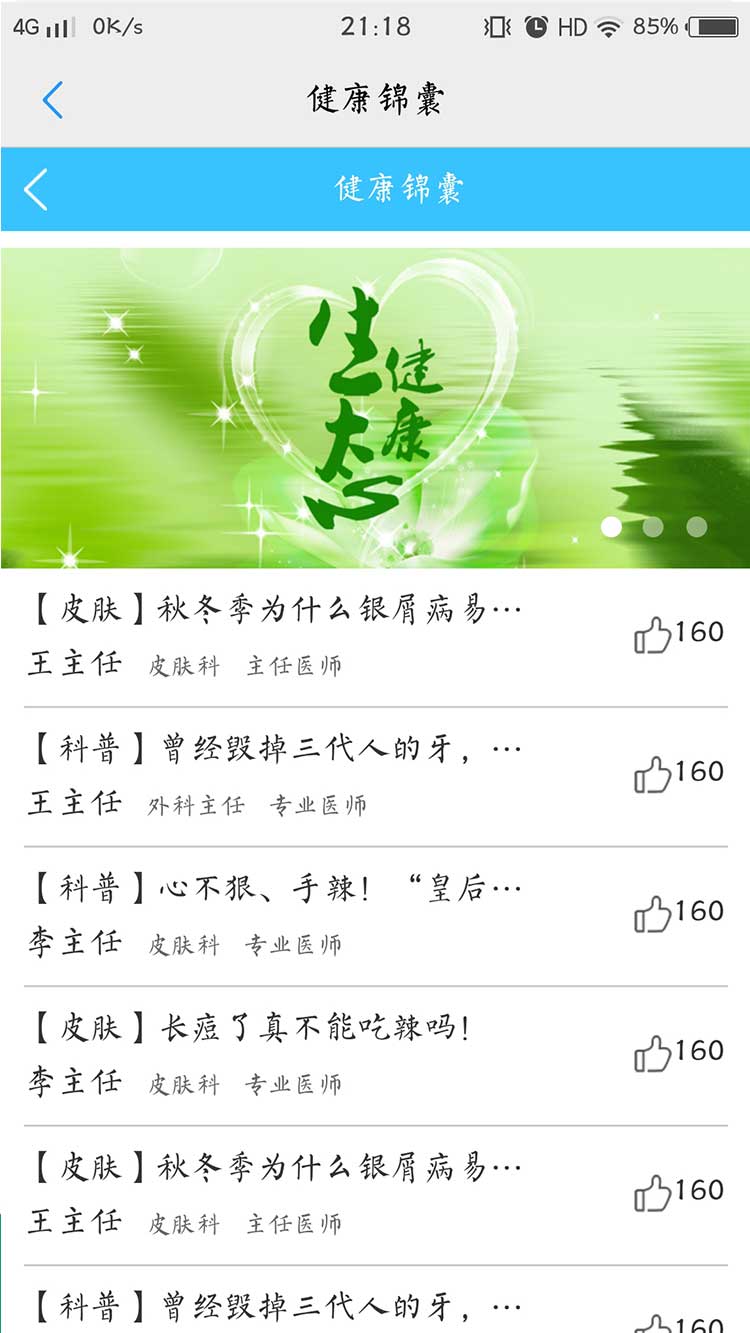 4G 0K/s 21:18 HD 85%
健康锦囊
健康锦囊
生态
健康
【皮肤】秋冬季为什么银屑病易…
160
王主任 皮肤科 主任医师
【科普】曾经毁掉三代人的牙，…
160
王主任 外科主任 专业医师
【科普】心不狠、手辣！“皇后…
160
李主任 皮肤科 专业医师
【皮肤】长痘了真不能吃辣吗！
160
李主任 皮肤科 专业医师
【皮肤】秋冬季为什么银屑病易…
160
王主任 皮肤科 主任医师
【科普】曾经毁掉三代人的牙，…
160